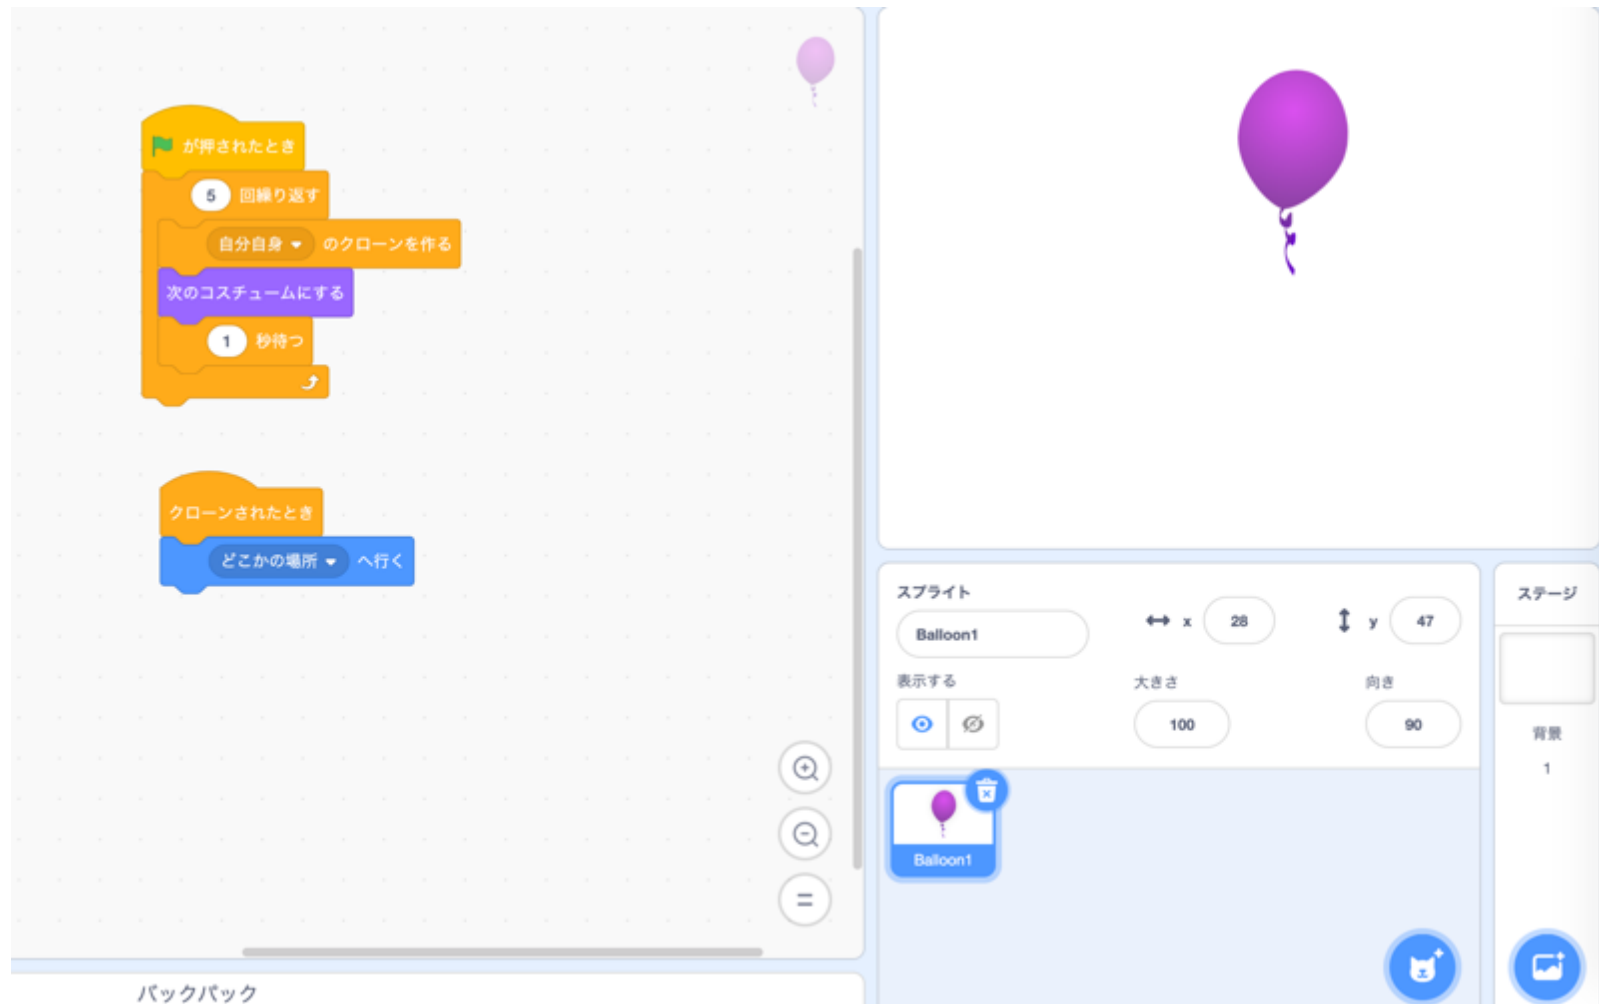 が押されたとき
5 回繰り返す
自分自身 のクローンを作る
次のコスチュームにする
1 秒待つ
クローンされたとき
どこかの場所 へ行く
バックパック
スプライト
Balloon1
x 28
y 47
表示する
大きさ
100
向き
90
Balloon1
ステージ
背景
1